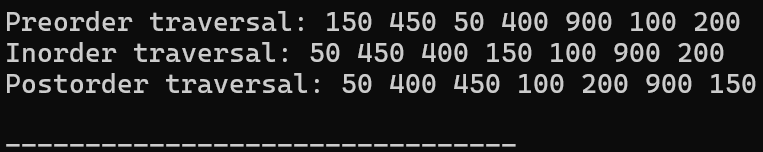 Preorder traversal: 150 450 50 400 900 100 200
Inorder traversal: 50 450 400 150 100 900 200
Postorder traversal: 50 400 450 100 200 900 150
--------------------------------